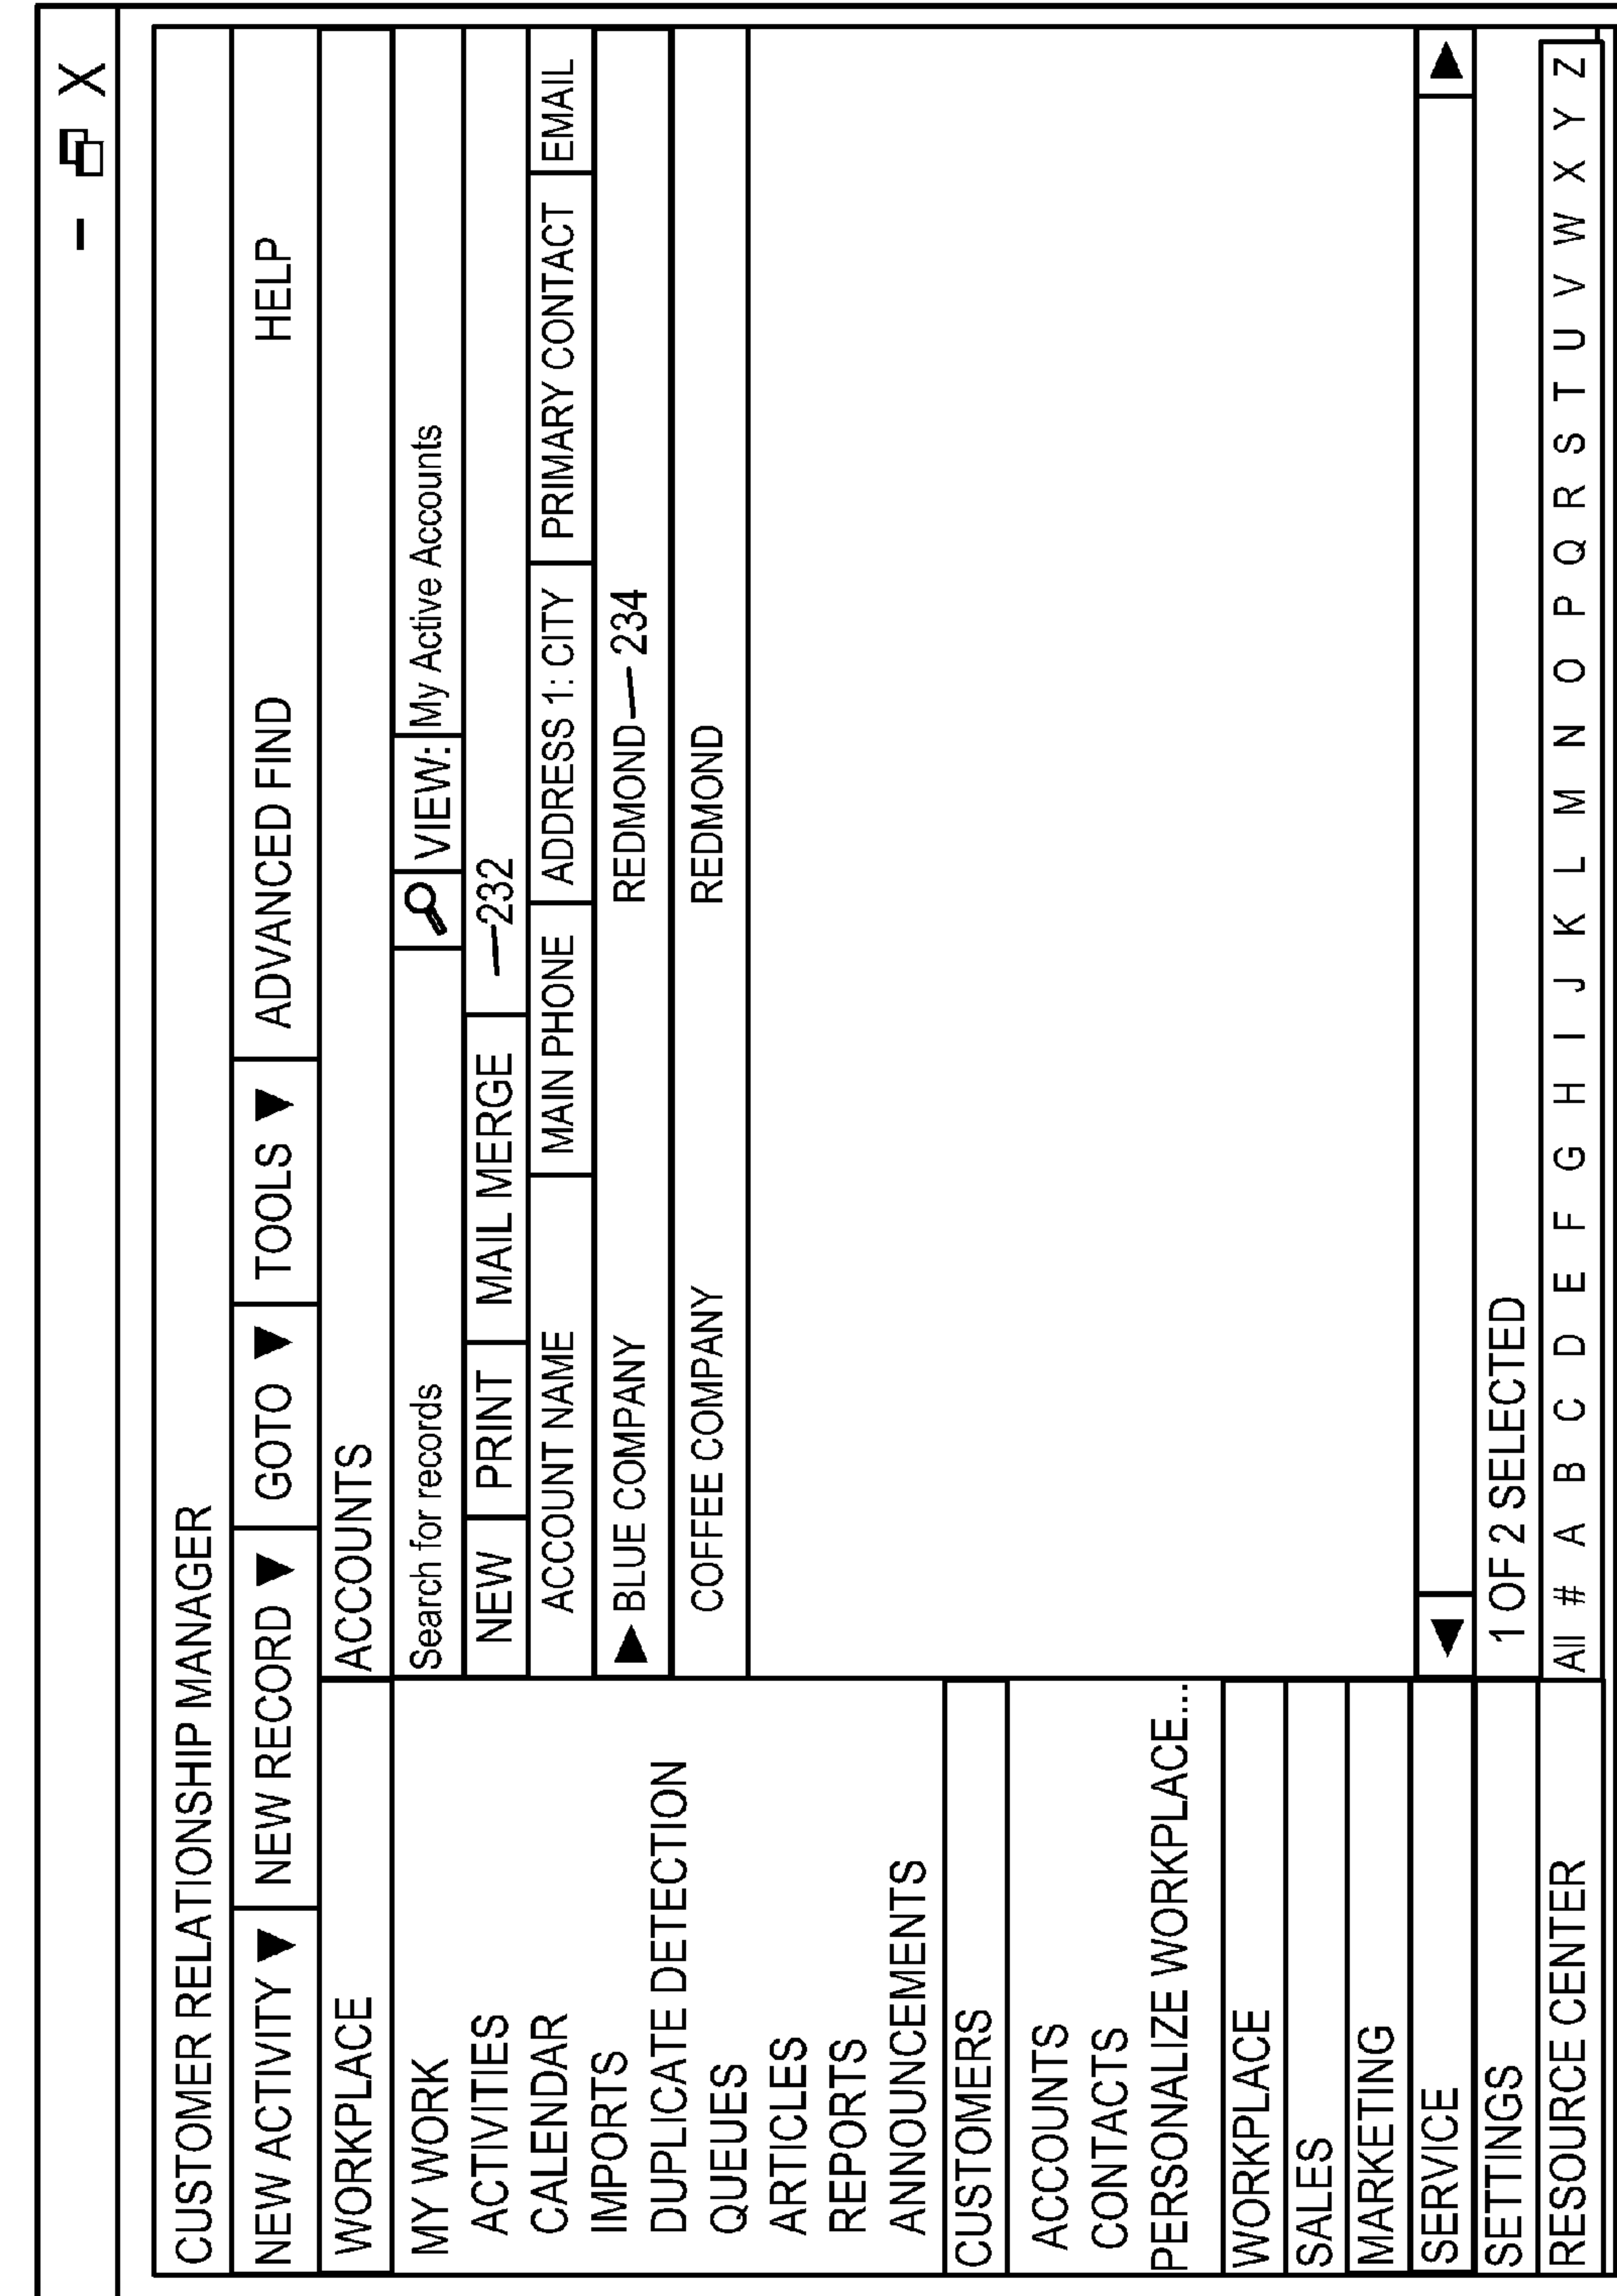 – X
CUSTOMER RELATIONSHIP MANAGER
NEW ACTIVITY ▼ NEW RECORD ▼ GOTO ▼ TOOLS ▼ ADVANCED FIND HELP
WORKPLACE
MY WORK
ACTIVITIES
CALENDAR
IMPORTS
DUPLICATE DETECTION
QUEUES
ARTICLES
REPORTS
ANNOUNCEMENTS
CUSTOMERS
ACCOUNTS
CONTACTS
PERSONALIZE WORKPLACE...
WORKPLACE
SALES
MARKETING
SERVICE
SETTINGS
RESOURCE CENTER
ACCOUNTS
Search for records VIEW: My Active Accounts
NEW PRINT MAIL MERGE 232
ACCOUNT NAME MAIN PHONE ADDRESS 1: CITY PRIMARY CONTACT EMAIL
BLUE COMPANY REDMOND 234
COFFEE COMPANY REDMOND
1 OF 2 SELECTED
All # A B C D E F G H I J K L M N O P Q R S T U V W X Y Z